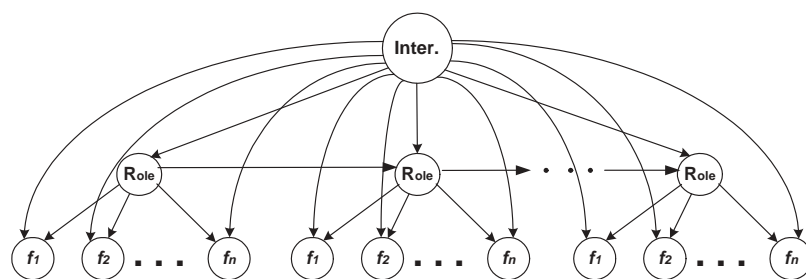 Inter.
Role Role . . . Role
f1 f2 . . . fn f1 f2 . . . fn f1 f2 . . . fn